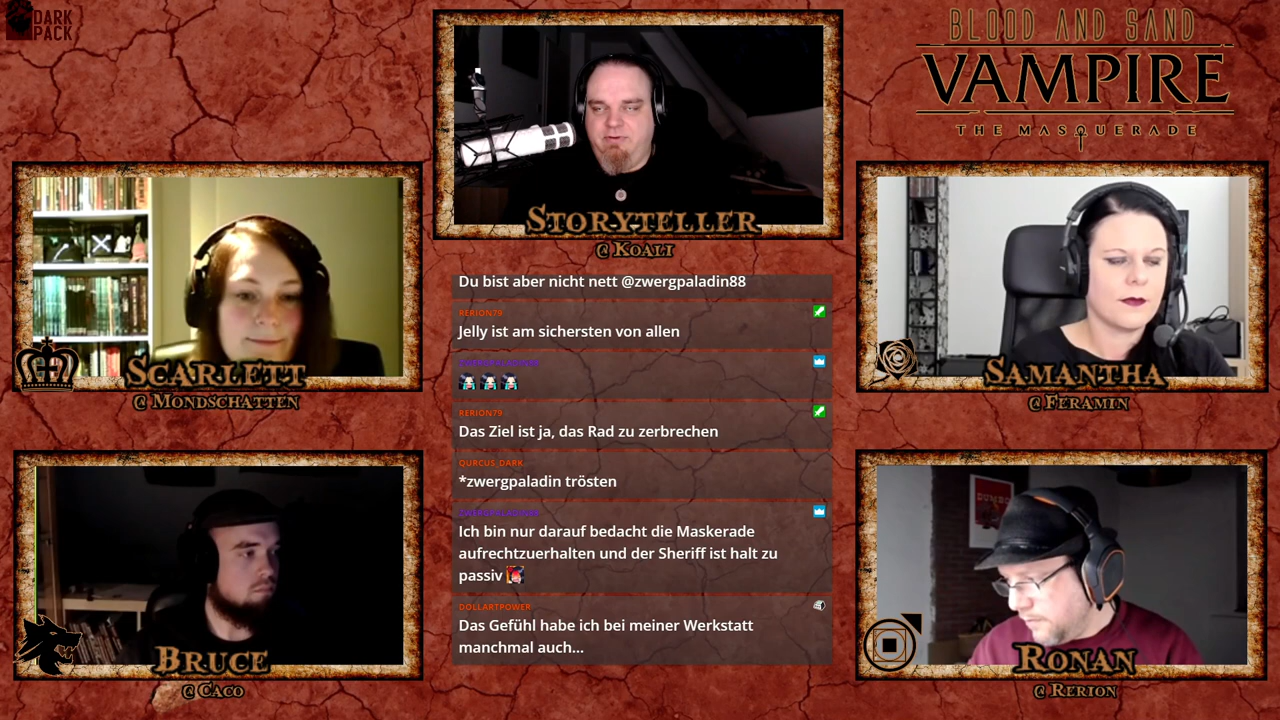 DARK
PACK
BLOOD AND SAND
VAMPIRE
THE MASQUERADE
STORYTELLER
@ KOALI
SCARLETT
@ MONDSCHATTEN
SAMANTHA
@ FERAMIN
Du bist aber nicht nett @zwergpaladin88
RERION79
Jelly ist am sichersten von allen
RERION79
Das Ziel ist ja, das Rad zu zerbrechen
QURCUS_DARK
*zwergpaladin trösten
Ich bin nur darauf bedacht die Maskerade
aufrechtzuerhalten und der Sheriff ist halt zu
passiv
DOLLARTPOWER
Das Gefühl habe ich bei meiner Werkstatt
manchmal auch...
BRUCE
@ CACO
DUMBO
RONAN
@ RERION